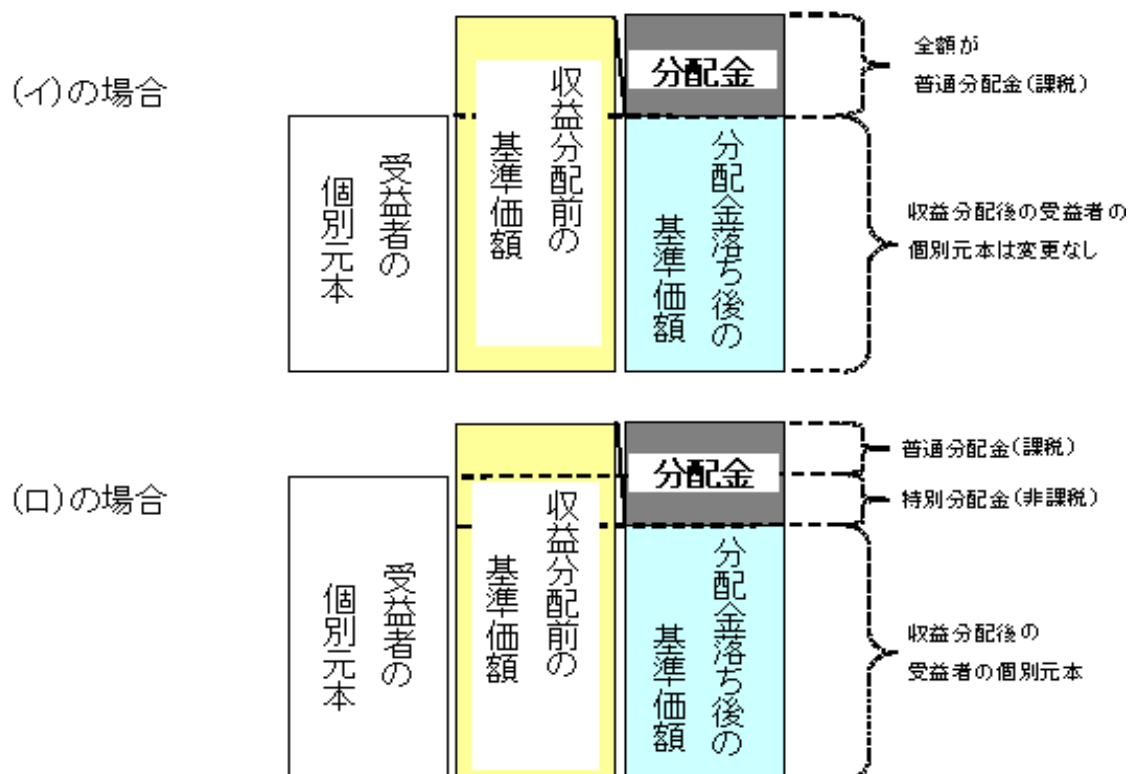 (イ)の場合
受益者の
個別元本
収益分配前の
基準価額
分配金
分配金落ち後の
基準価額
全額が
普通分配金(課税)
収益分配後の受益者の
個別元本は変更なし
(ロ)の場合
受益者の
個別元本
収益分配前の
基準価額
分配金
分配金落ち後の
基準価額
普通分配金(課税)
特別分配金(非課税)
収益分配後の
受益者の個別元本